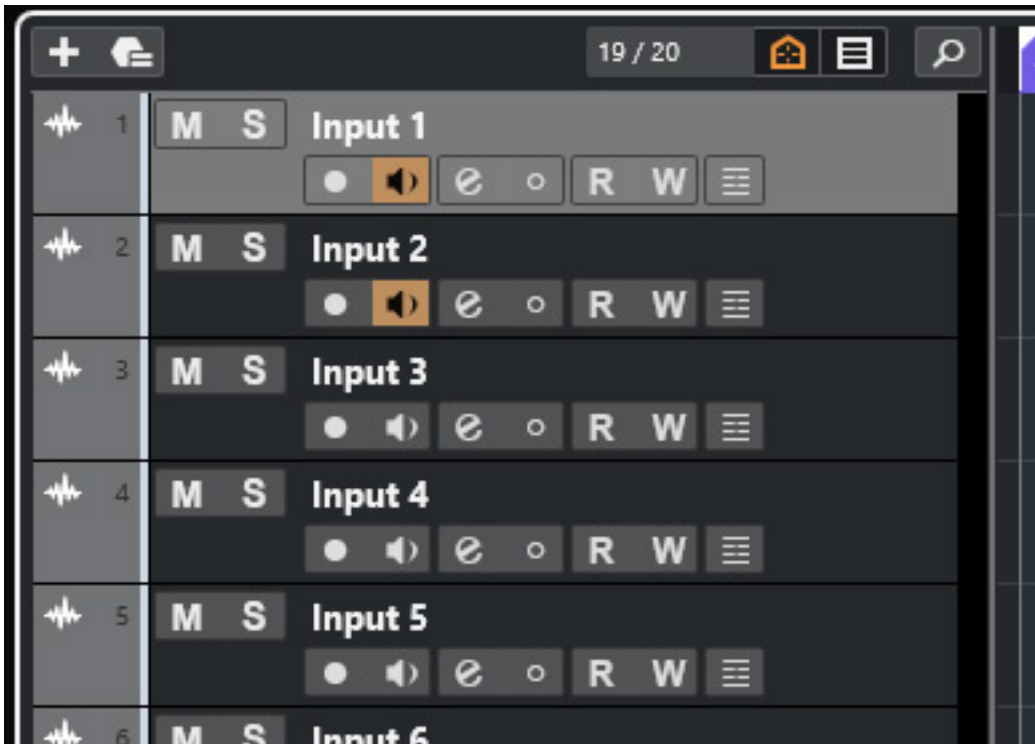 19 / 20
1 M S Input 1
R W
2 M S Input 2
R W
3 M S Input 3
R W
4 M S Input 4
R W
5 M S Input 5
R W
6 M S Input 6